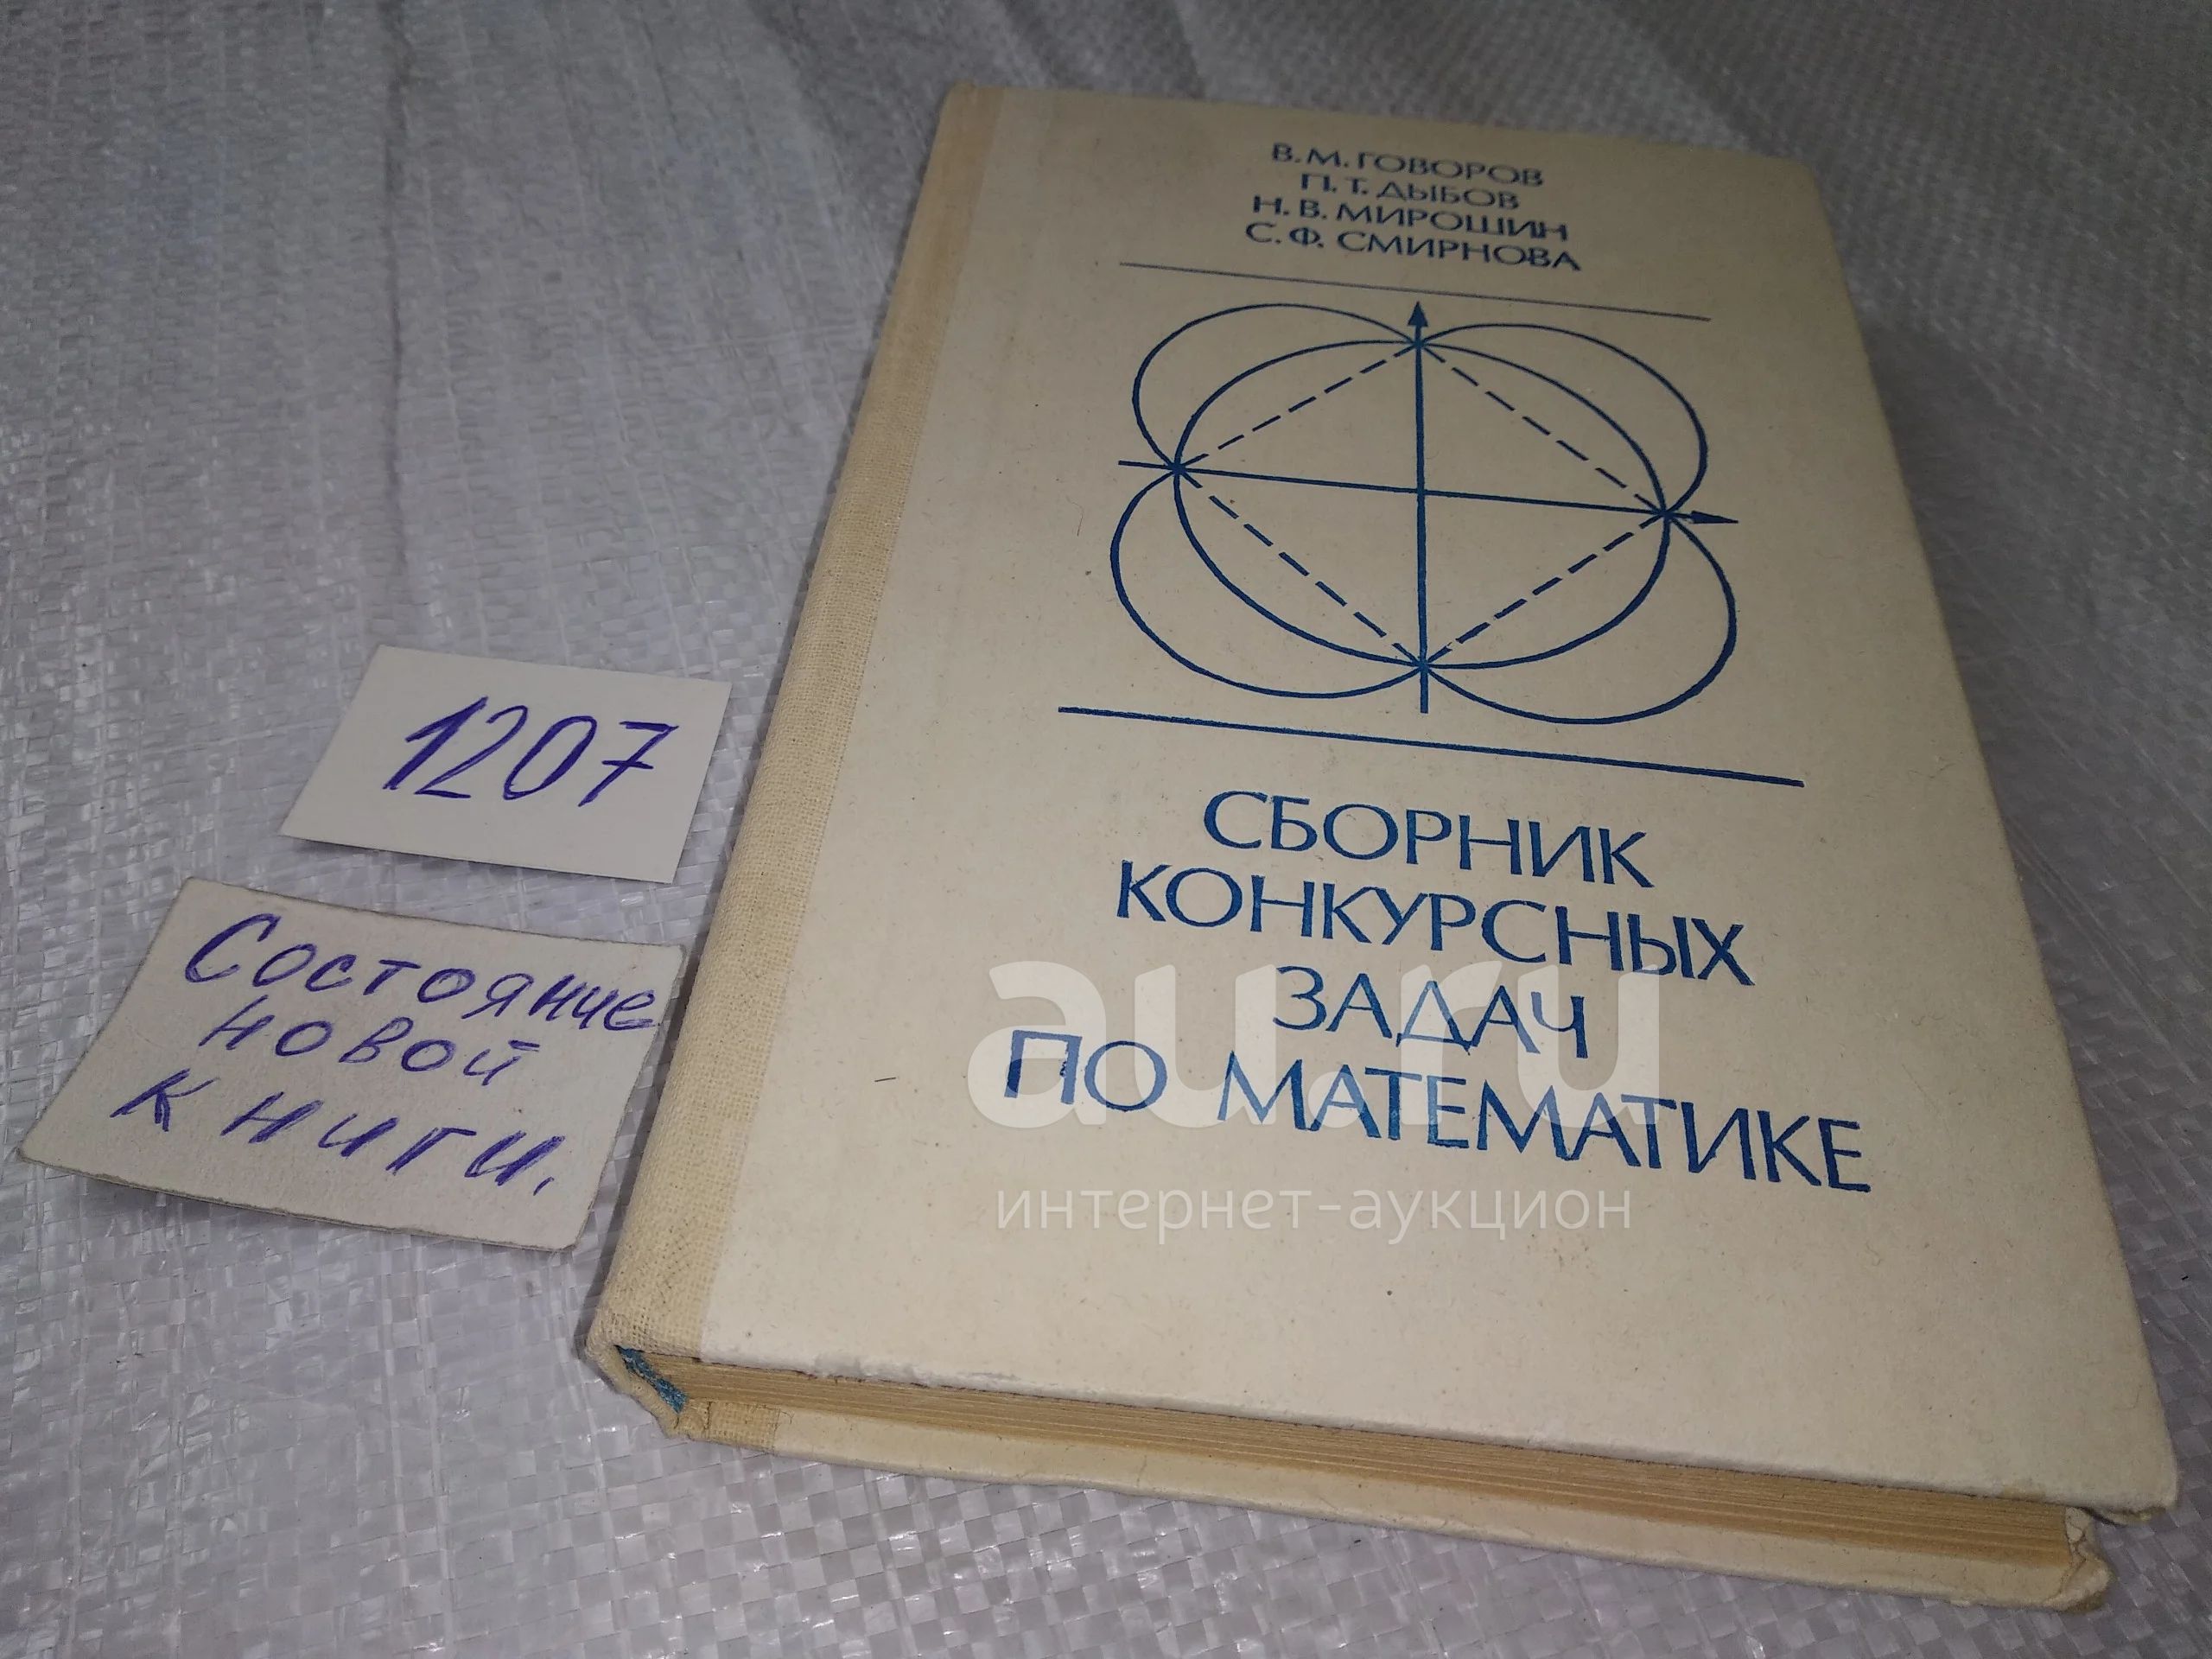 В. М. ГОВОРОВ
П. Т. ДЫБОВ
Н. В. МИРОШИН
С. Ф. СМИРНОВА
СБОРНИК
КОНКУРСНЫХ
ЗАДАЧ
ПО МАТЕМАТИКЕ
au.ru
интернет-аукцион
1207
Состояние
новой
книги.